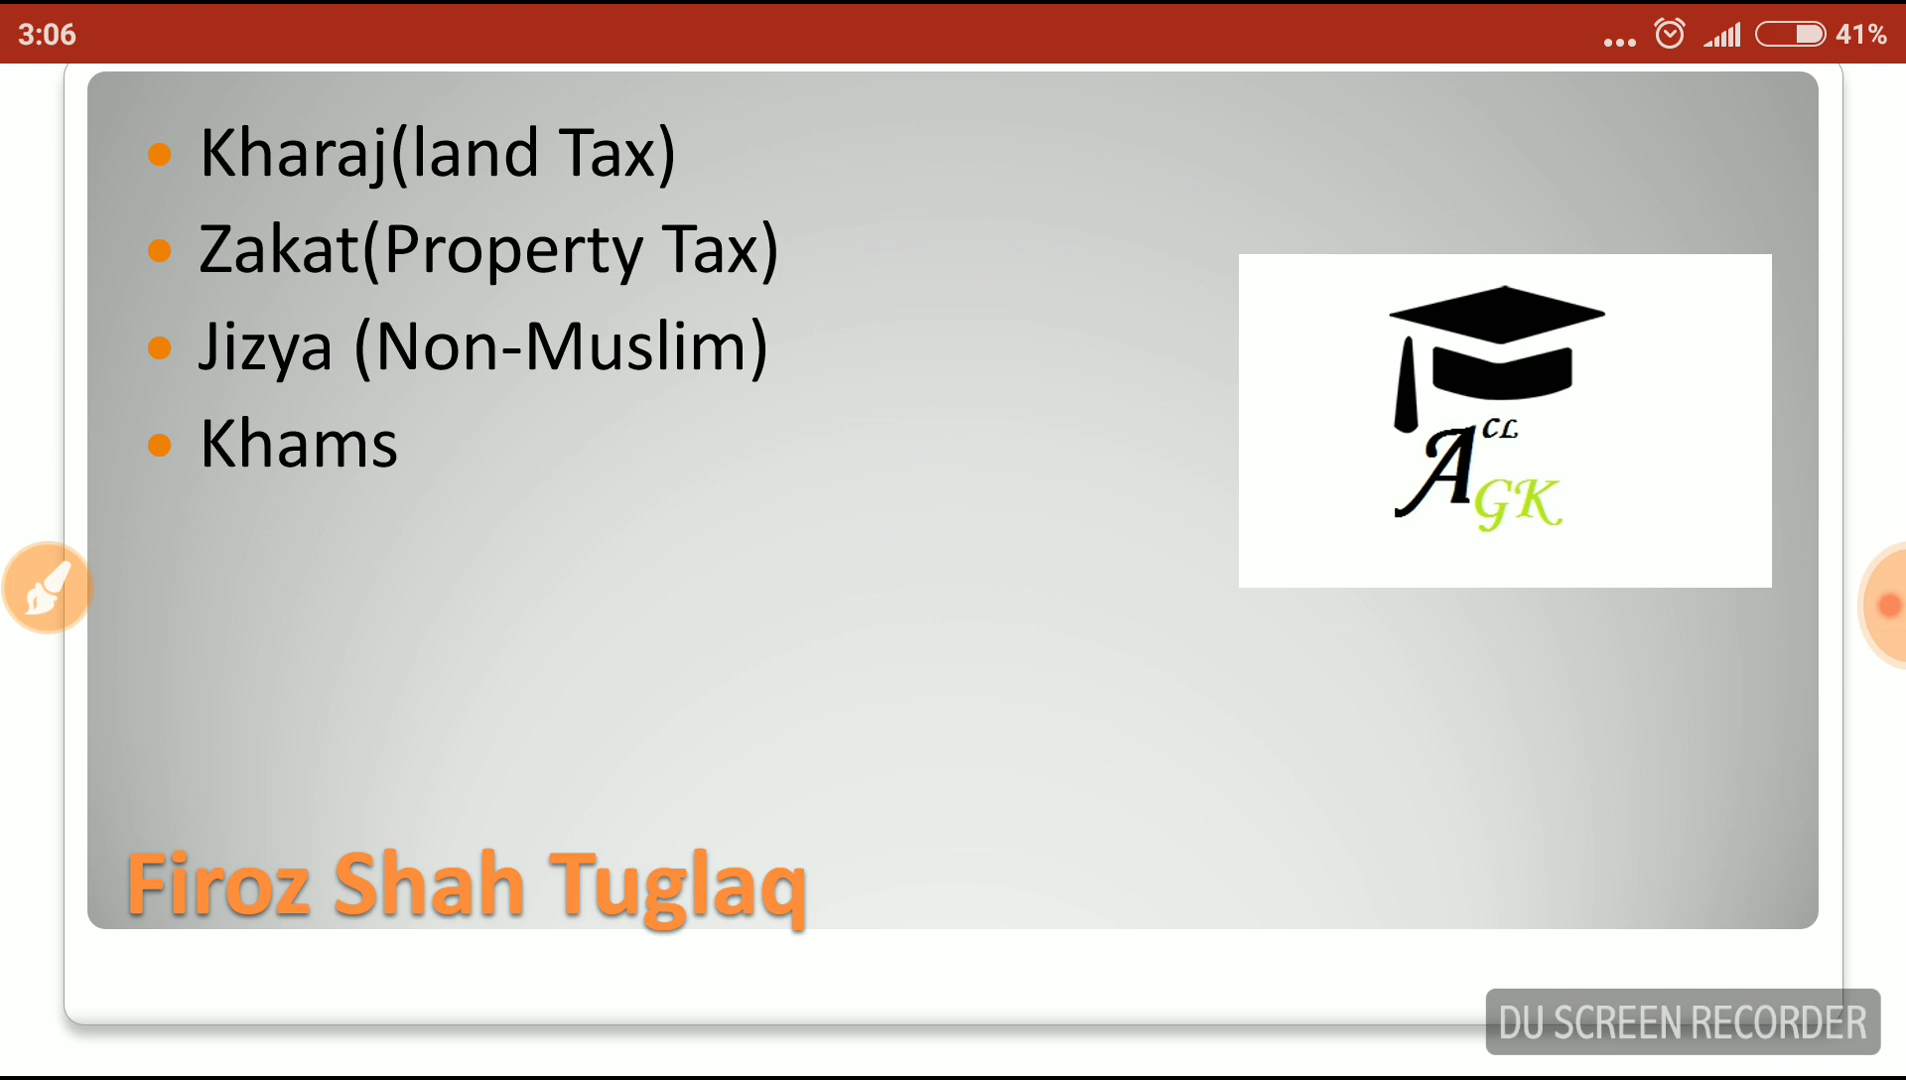 3:06
41%
Kharaj(land Tax)
Zakat(Property Tax)
Jizya (Non-Muslim)
Khams
CL
A
GK
Firoz Shah Tuglaq
DU SCREEN RECORDER